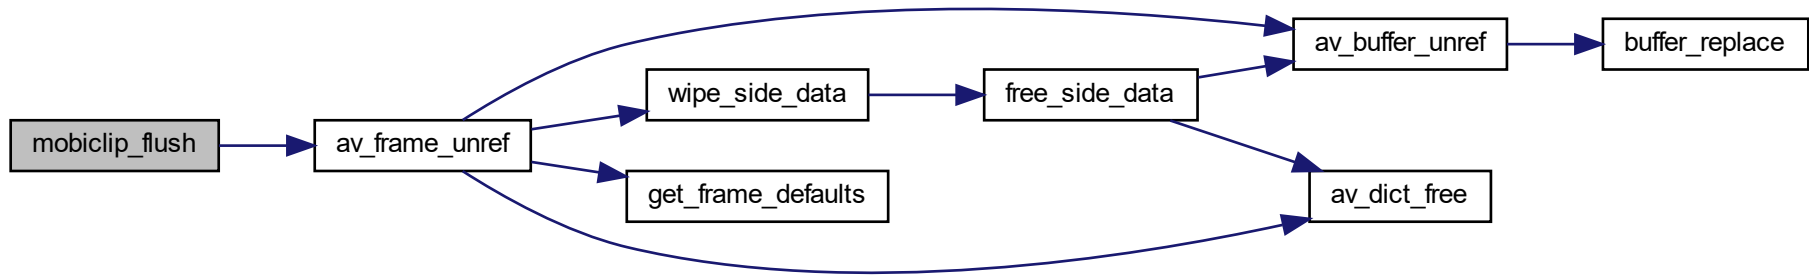 mobiclip_flush
av_frame_unref
wipe_side_data
get_frame_defaults
free_side_data
av_buffer_unref
av_dict_free
buffer_replace